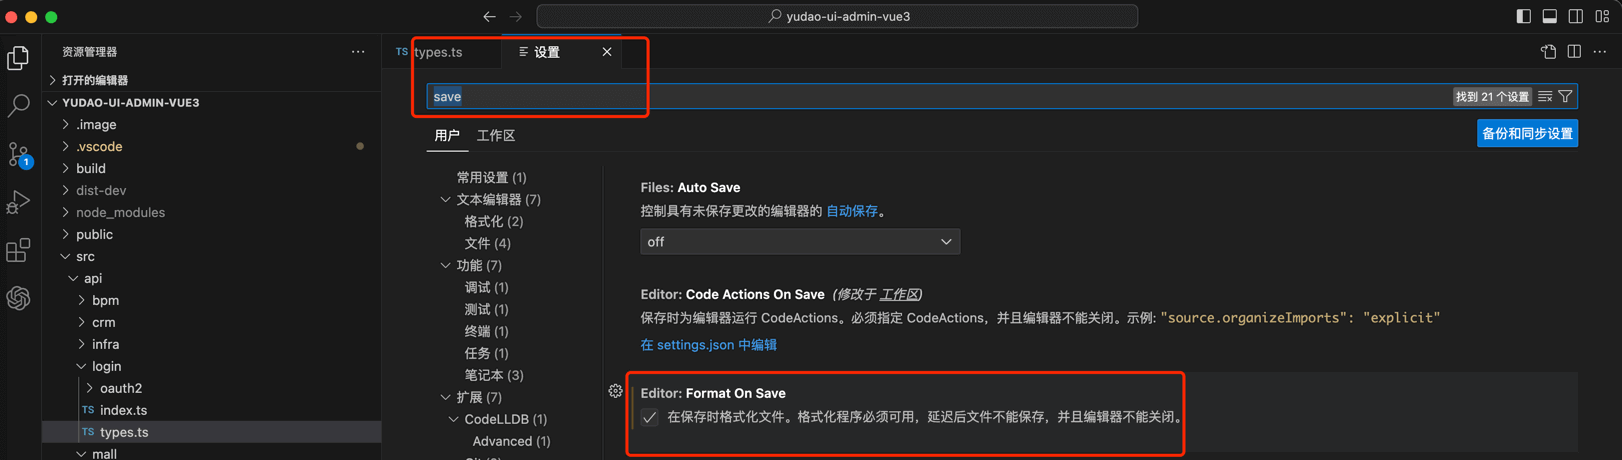 yudao-ui-admin-vue3
资源管理器
打开的编辑器
YUDAO-UI-ADMIN-VUE3
.image
.vscode
build
dist-dev
node_modules
public
src
api
bpm
crm
infra
login
oauth2
TS index.ts
TS types.ts
mall
1
TS types.ts
设置
save
找到 21 个设置
用户 工作区
备份和同步设置
常用设置 (1)
文本编辑器 (7)
格式化 (2)
文件 (4)
功能 (7)
调试 (1)
测试 (1)
终端 (1)
任务 (1)
笔记本 (3)
扩展 (7)
CodeLLDB (1)
Advanced (1)
Files: Auto Save
控制具有未保存更改的编辑器的 自动保存。
off
Editor: Code Actions On Save (修改于 工作区)
保存时为编辑器运行 CodeActions。必须指定 CodeActions，并且编辑器不能关闭。示例: "source.organizeImports": "explicit"
在 settings.json 中编辑
Editor: Format On Save
在保存时格式化文件。格式化程序必须可用，延迟后文件不能保存，并且编辑器不能关闭。